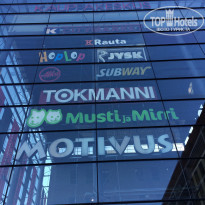 TOP Hotels
K Rauta
HopLop JYSK
SUBWAY
TOKMANNI
Musti ja Mirri
MOTIVUS